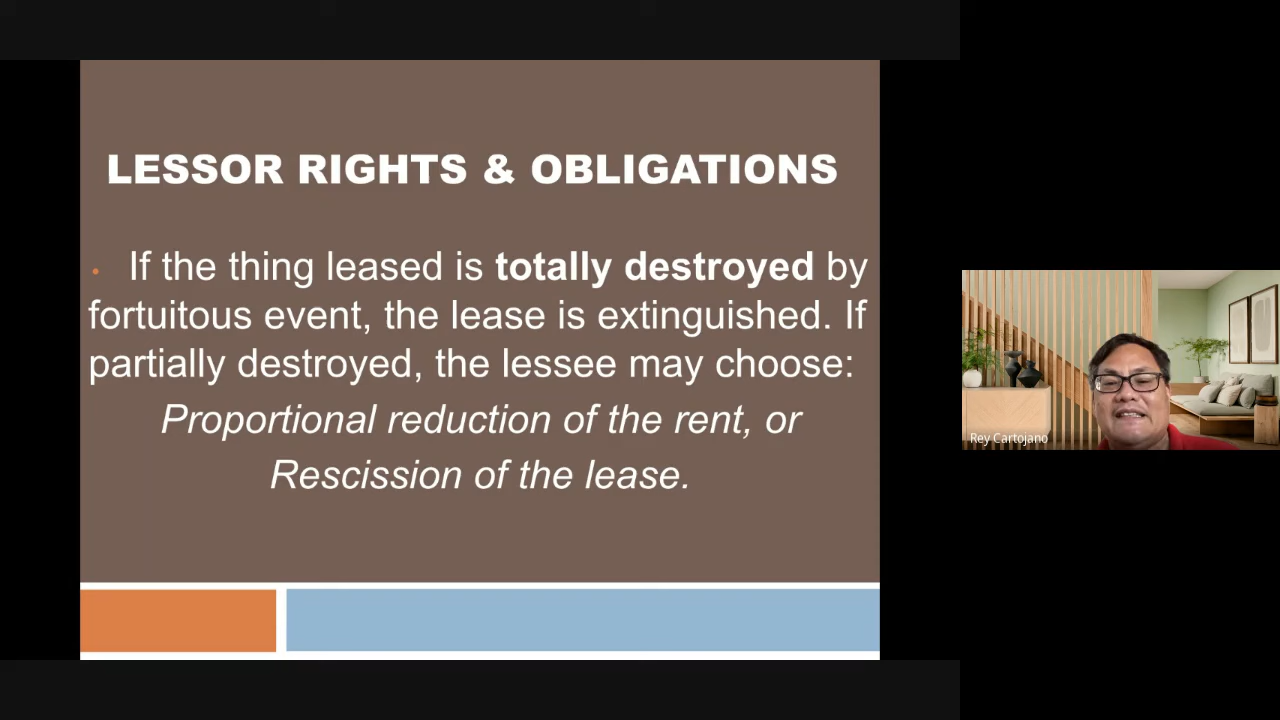 LESSOR RIGHTS & OBLIGATIONS
• If the thing leased is totally destroyed by
fortuitous event, the lease is extinguished. If
partially destroyed, the lessee may choose:
Proportional reduction of the rent, or
Rescission of the lease.
Rey Cartojano